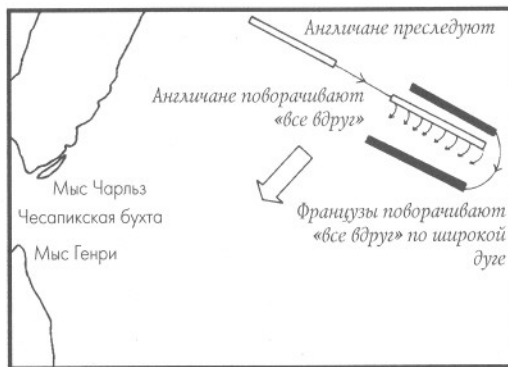 Англичане преследуют
Англичане поворачивают
«все вдруг»
Мыс Чарльз
Чесапикская бухта
Мыс Генри
Французы поворачивают
«все вдруг» по широкой
дуге